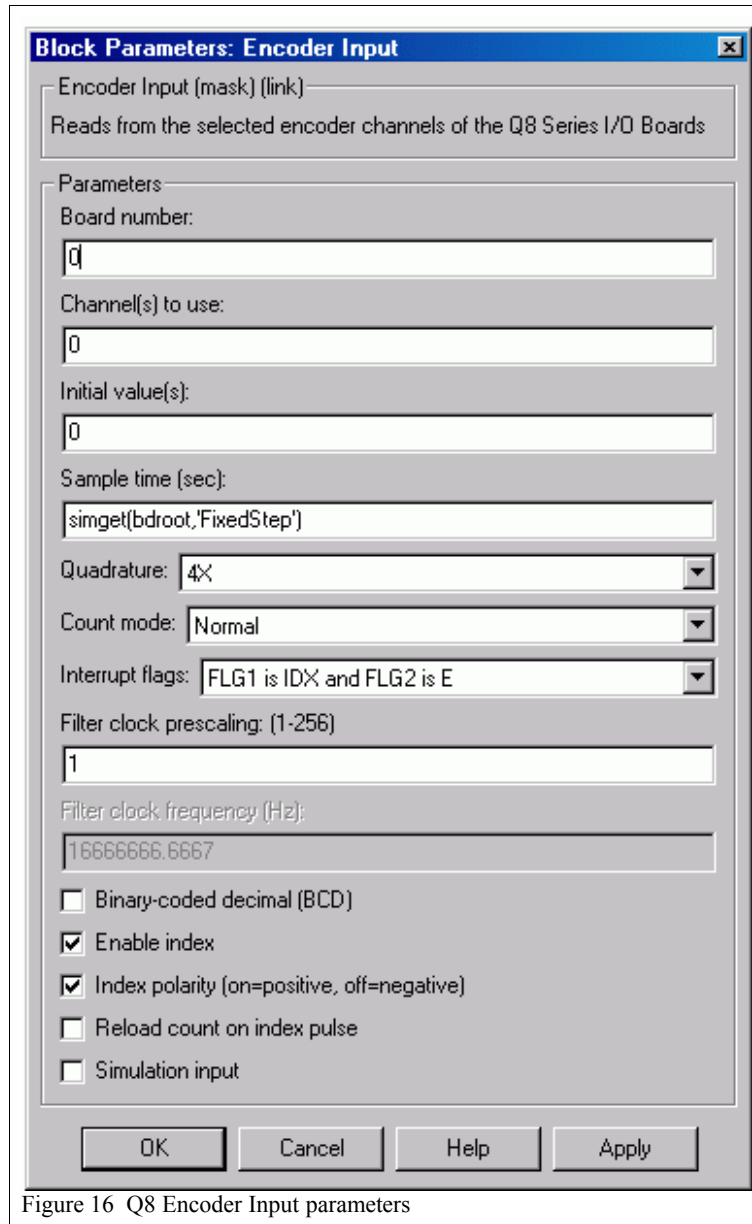 Block Parameters: Encoder Input
Encoder Input (mask) (link)
Reads from the selected encoder channels of the Q8 Series I/O Boards
Parameters
Board number:
0
Channel(s) to use:
0
Initial value(s):
0
Sample time (sec):
simget(bdroot,'FixedStep')
Quadrature: 4X
Count mode: Normal
Interrupt flags: FLG1 is IDX and FLG2 is E
Filter clock prescaling: (1-256)
1
Filter clock frequency (Hz):
16666666.6667
Binary-coded decimal (BCD)
Enable index
Index polarity (on=positive, off=negative)
Reload count on index pulse
Simulation input
OK Cancel Help Apply
Figure 16 Q8 Encoder Input parameters